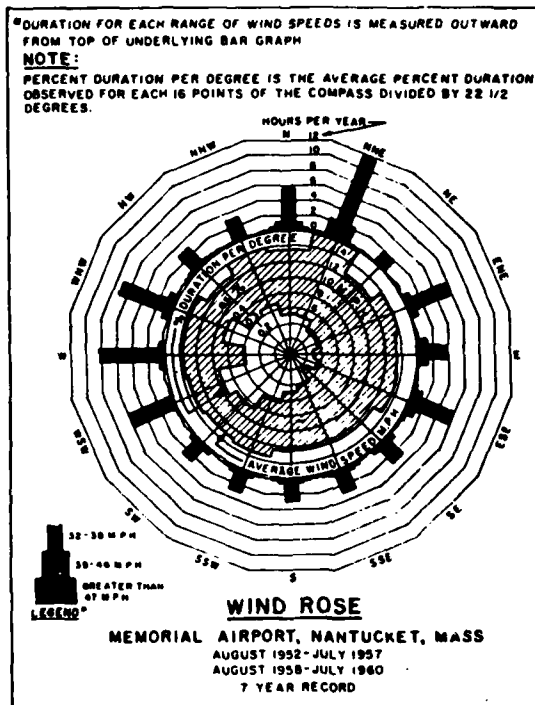 *DURATION FOR EACH RANGE OF WIND SPEEDS IS MEASURED OUTWARD
FROM TOP OF UNDERLYING BAR GRAPH
NOTE:
PERCENT DURATION PER DEGREE IS THE AVERAGE PERCENT DURATION
OBSERVED FOR EACH 16 POINTS OF THE COMPASS DIVIDED BY 22 1/2
DEGREES.
HOURS PER YEAR
N
12
10
8
6
4
2
0
NNW
NNE
NW
NE
WNW
ENE
W
E
WSW
ESE
SW
SE
SSW
SSE
S
% DURATION PER DEGREE
AVERAGE WIND SPEED MPH
32-38 MPH
39-46 MPH
GREATER THAN
47 MPH
LEGEND*
WIND ROSE
MEMORIAL AIRPORT, NANTUCKET, MASS
AUGUST 1952-JULY 1957
AUGUST 1958-JULY 1960
7 YEAR RECORD